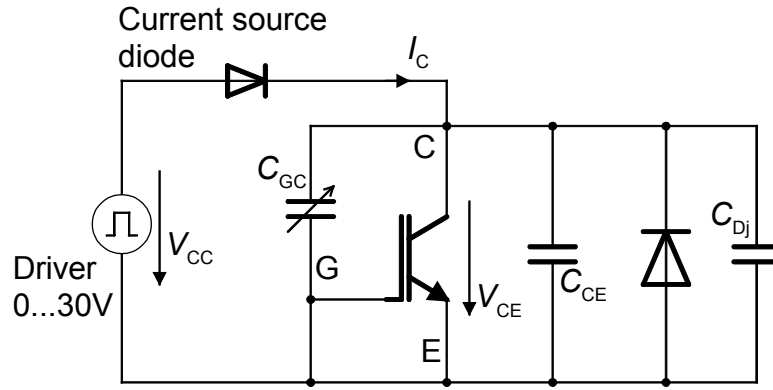 Current source
diode
I_C
C
C_GC
G
V_CC
Driver
0...30V
V_CE
E
C_CE
C_Dj